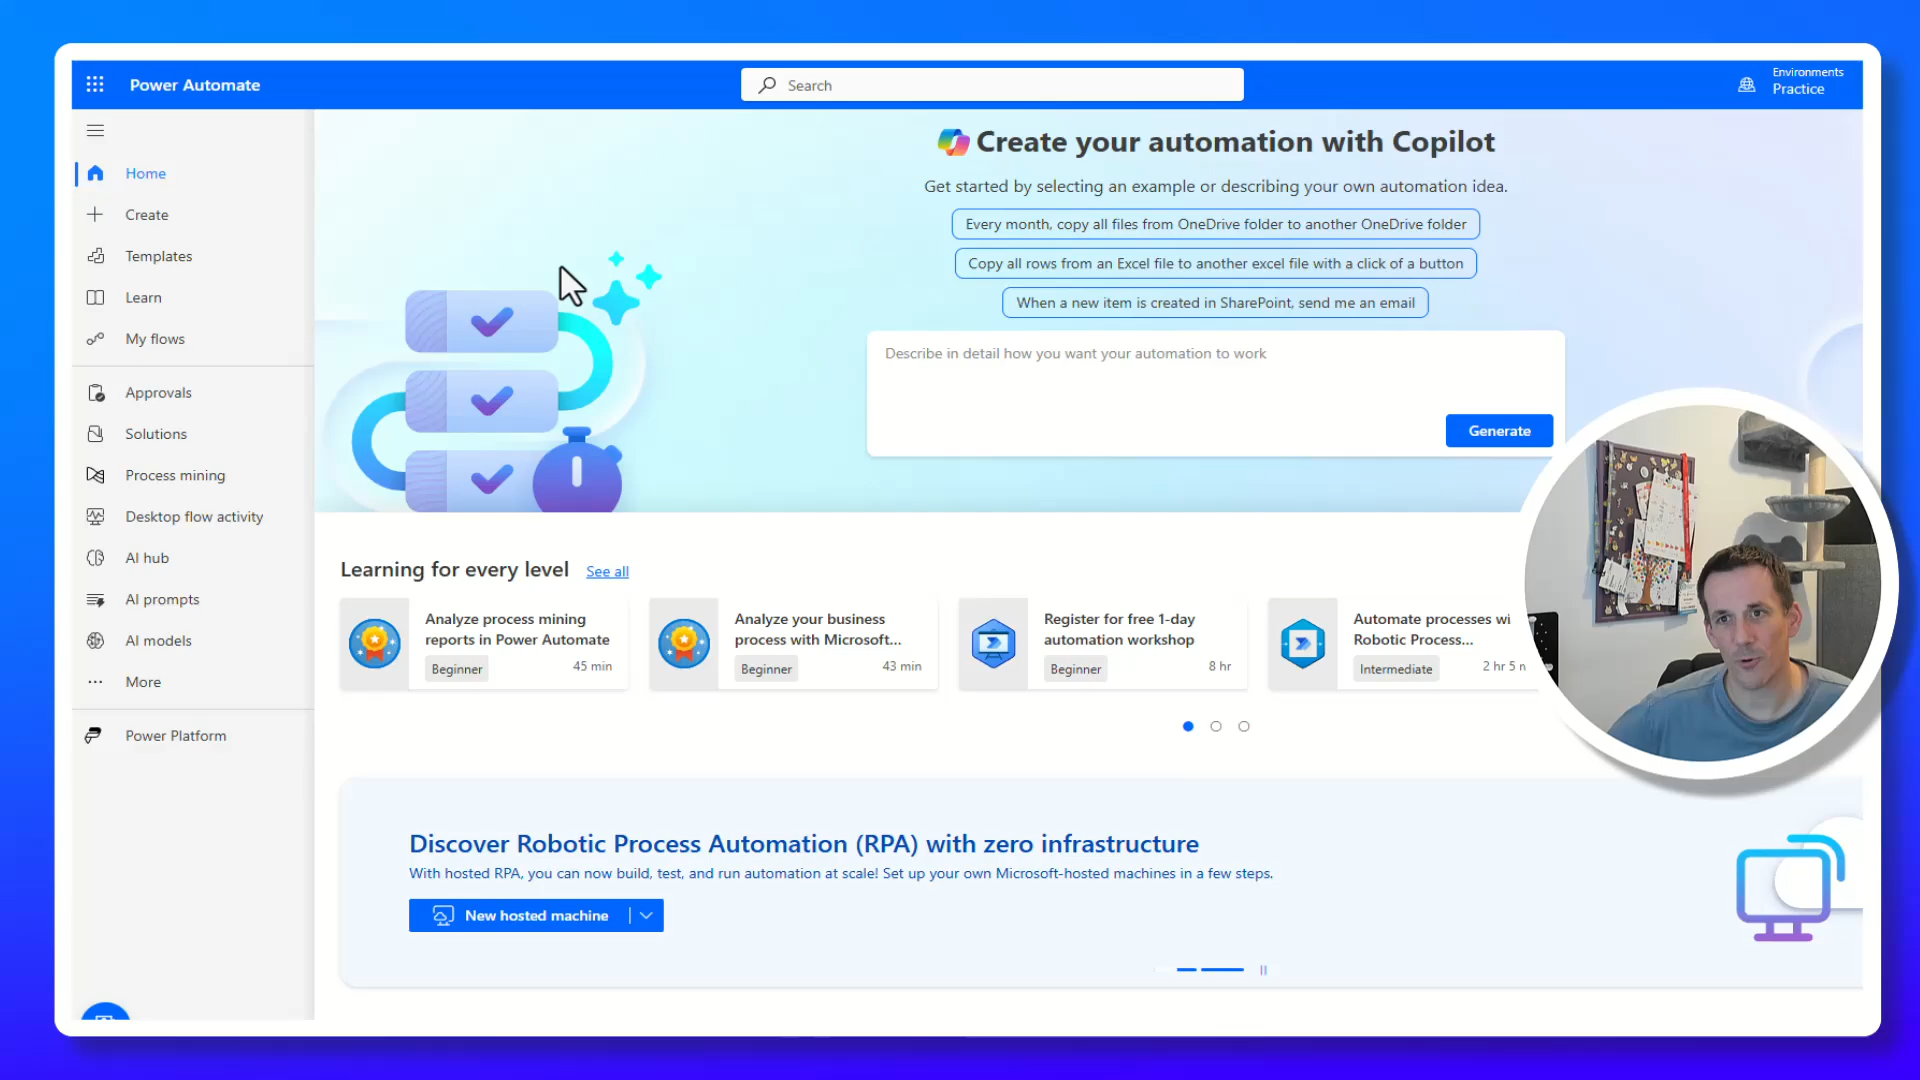 Power Automate
Search
Environments
Practice
Home
Create
Templates
Learn
My flows
Approvals
Solutions
Process mining
Desktop flow activity
AI hub
AI prompts
AI models
More
Power Platform
Create your automation with Copilot
Get started by selecting an example or describing your own automation idea.
Every month, copy all files from OneDrive folder to another OneDrive folder
Copy all rows from an Excel file to another excel file with a click of a button
When a new item is created in SharePoint, send me an email
Describe in detail how you want your automation to work
Generate
Learning for every level See all
Analyze process mining
reports in Power Automate
Beginner 45 min
Analyze your business
process with Microsoft...
Beginner 43 min
Register for free 1-day
automation workshop
Beginner 8 hr
Automate processes wi
Robotic Process...
Intermediate 2 hr 5
Discover Robotic Process Automation (RPA) with zero infrastructure
With hosted RPA, you can now build, test, and run automation at scale! Set up your own Microsoft-hosted machines in a few steps.
New hosted machine